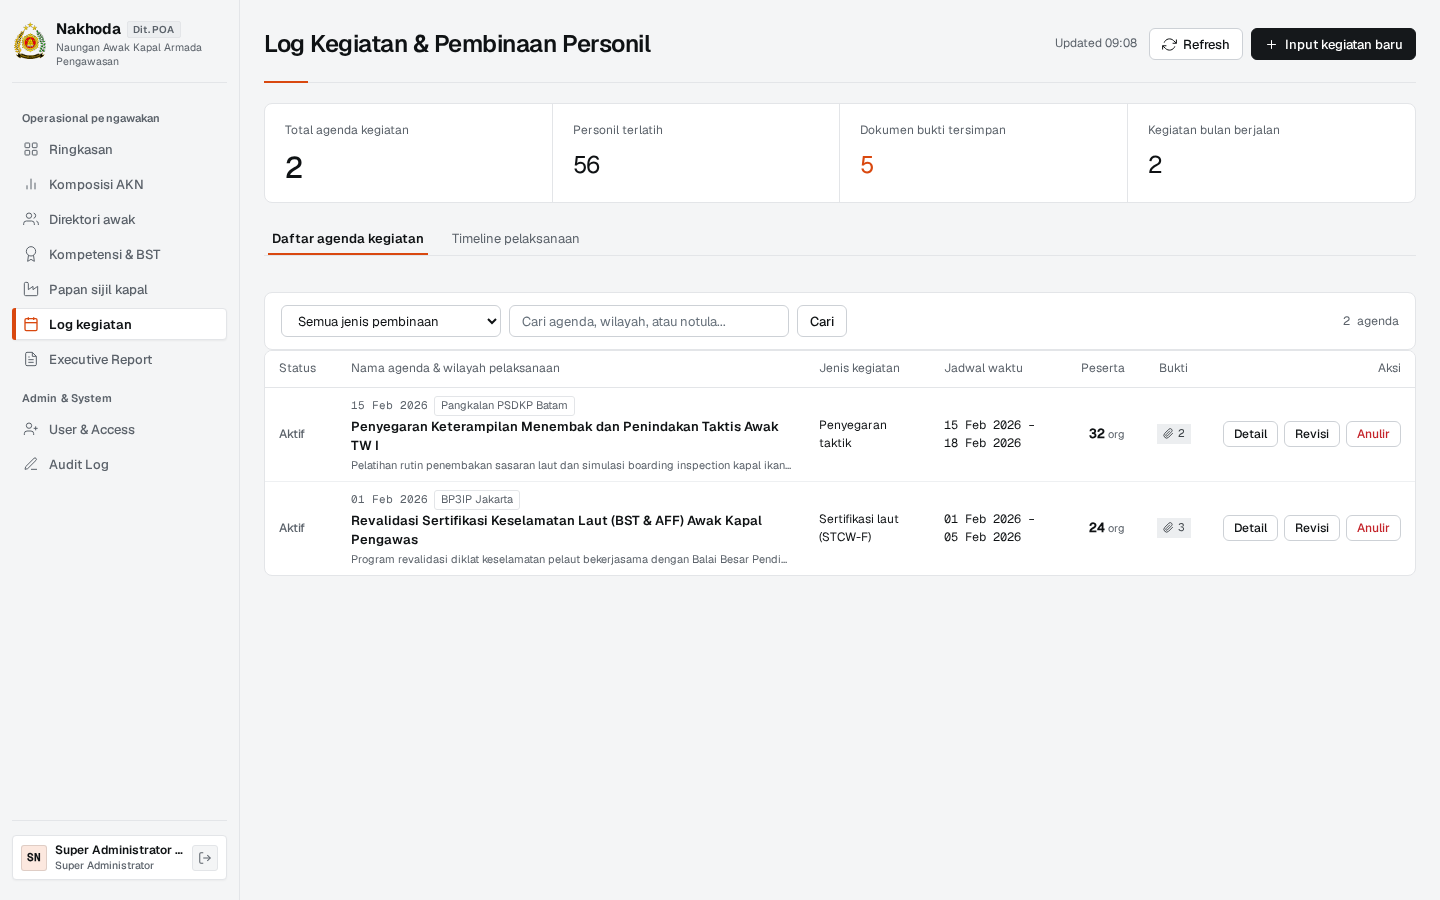 Nakhoda Dit.POA
Naungan Awak Kapal Armada
Pengawasan
Operasional pengawakan
Ringkasan
Komposisi AKN
Direktori awak
Kompetensi & BST
Papan sijil kapal
Log kegiatan
Executive Report
Admin & System
User & Access
Audit Log
SN
Super Administrator ...
Super Administrator
Log Kegiatan & Pembinaan Personil
Updated 09:08
Refresh
Input kegiatan baru
Total agenda kegiatan
2
Personil terlatih
56
Dokumen bukti tersimpan
5
Kegiatan bulan berjalan
2
Daftar agenda kegiatan
Timeline pelaksanaan
Semua jenis pembinaan
Cari agenda, wilayah, atau notula...
Cari
2 agenda
Status
Nama agenda & wilayah pelaksanaan
Jenis kegiatan
Jadwal waktu
Peserta
Bukti
Aksi
Aktif
15 Feb 2026 Pangkalan PSDKP Batam
Penyegaran Keterampilan Menembak dan Penindakan Taktis Awak
TW I
Pelatihan rutin penembakan sasaran laut dan simulasi boarding inspection kapal ikan...
Penyegaran
taktik
15 Feb 2026 -
18 Feb 2026
32 org
2
Detail
Revisi
Anulir
Aktif
01 Feb 2026 BP3IP Jakarta
Revalidasi Sertifikasi Keselamatan Laut (BST & AFF) Awak Kapal
Pengawas
Program revalidasi diklat keselamatan pelaut bekerjasama dengan Balai Besar Pendi...
Sertifikasi laut
(STCW-F)
01 Feb 2026 -
05 Feb 2026
24 org
3
Detail
Revisi
Anulir